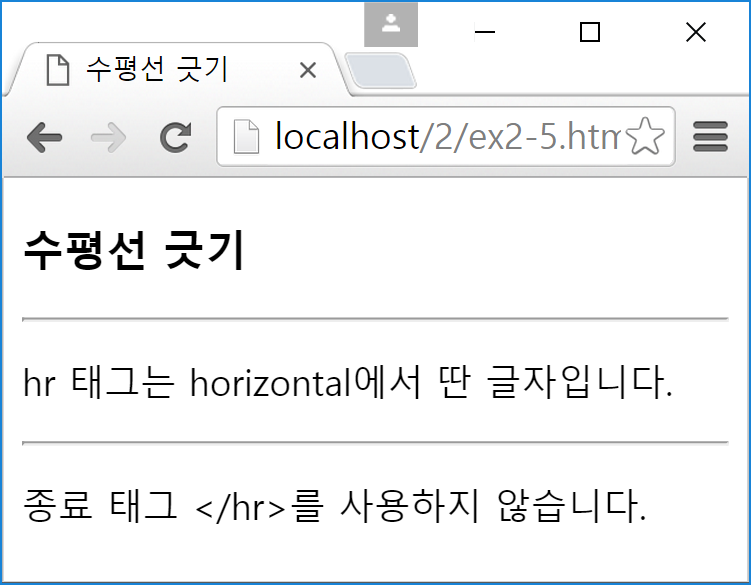 수평선 긋기
localhost/2/ex2-5.htm
수평선 긋기
hr 태그는 horizontal에서 딴 글자입니다.
종료 태그 </hr>를 사용하지 않습니다.